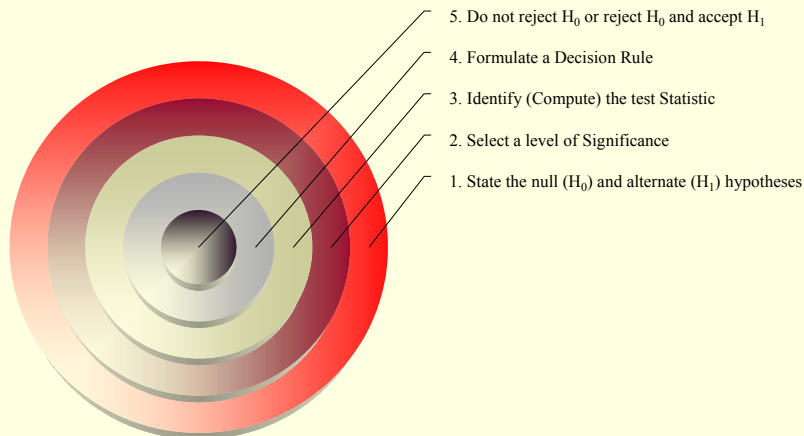 5. Do not reject H₀ or reject H₀ and accept H₁
4. Formulate a Decision Rule
3. Identify (Compute) the test Statistic
2. Select a level of Significance
1. State the null (H₀) and alternate (H₁) hypotheses